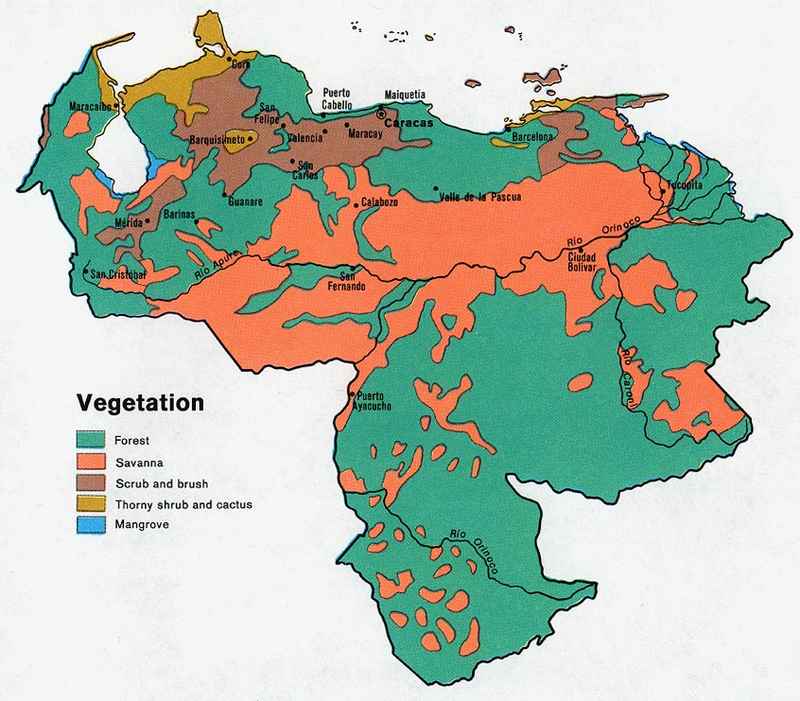 Coro
Maracaibo
Puerto
Cabello
Maiquetía
San
Felipe
Caracas
Barquisimeto
Valencia
Maracay
Barcelona
San
Carlos
Guanare
Calabozo
Valle de la Pascua
Tucupita
Mérida
Barinas
Río Orinoco
Ciudad
Bolívar
San Cristóbal
Río Apure
San
Fernando
Río Caroní
Puerto
Ayacucho
Vegetation
Forest
Savanna
Scrub and brush
Thorny shrub and cactus
Mangrove
Río Orinoco